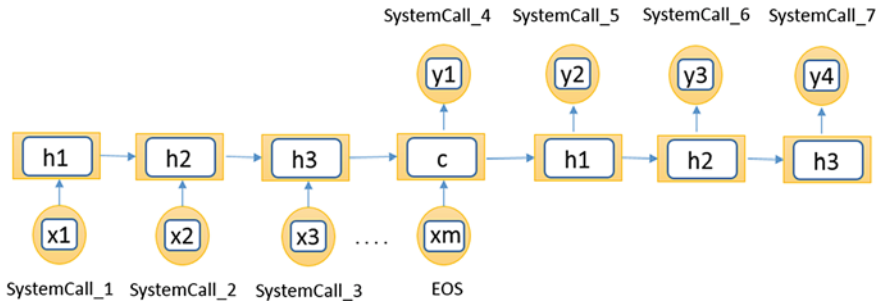 SystemCall_4 SystemCall_5 SystemCall_6 SystemCall_7
y1 y2 y3 y4
h1 h2 h3 c h1 h2 h3
x1 x2 x3 .... xm
SystemCall_1 SystemCall_2 SystemCall_3 EOS